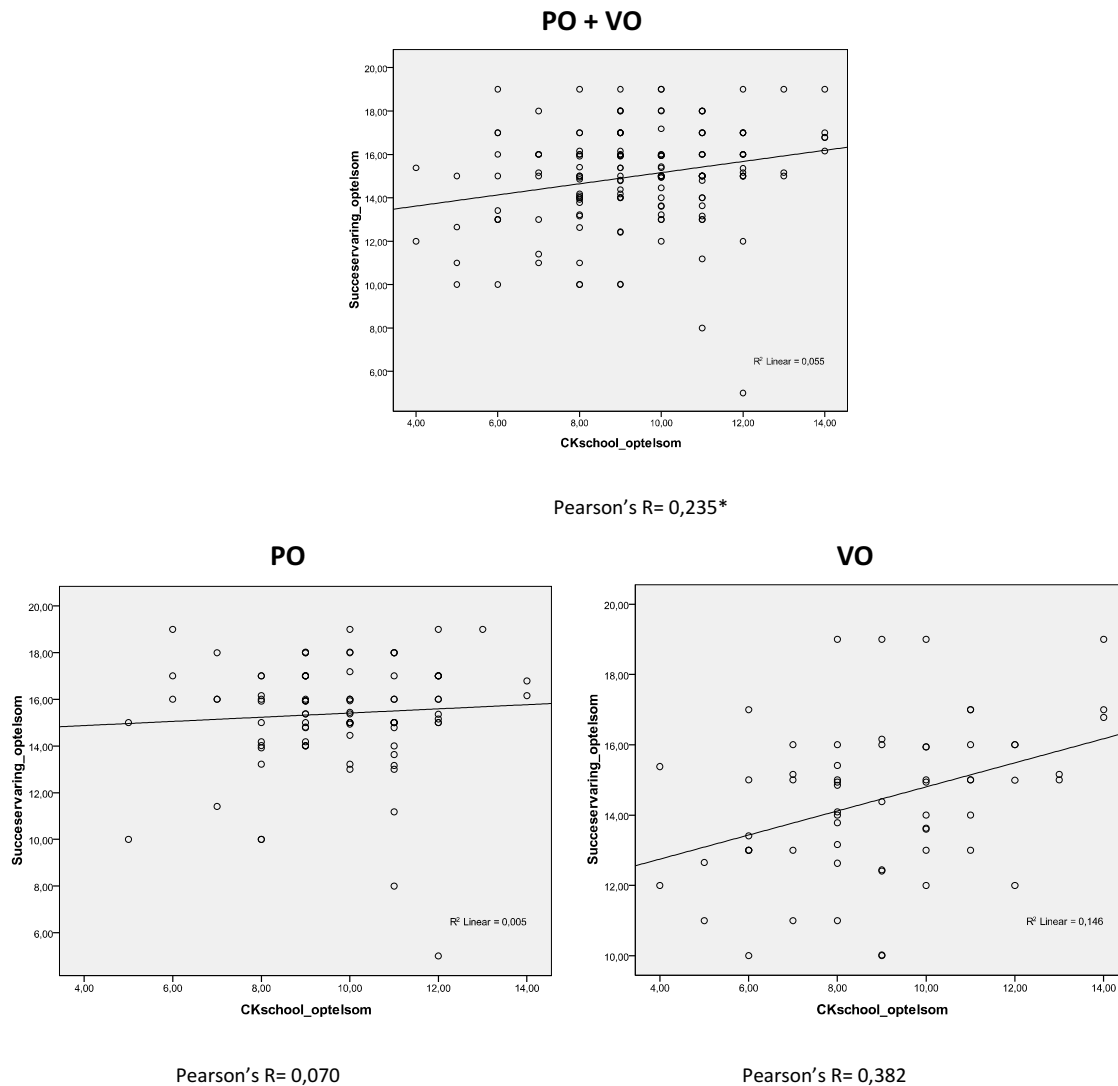 PO + VO
20,00
18,00
16,00
14,00
12,00
10,00
8,00
6,00
Succeservaring_optelsom
R² Linear = 0,055
4,00 6,00 8,00 10,00 12,00 14,00
CKschool_optelsom
Pearson's R= 0,235*
PO
20,00
18,00
16,00
14,00
12,00
10,00
8,00
6,00
Succeservaring_optelsom
R² Linear = 0,005
4,00 6,00 8,00 10,00 12,00 14,00
CKschool_optelsom
Pearson's R= 0,070
VO
20,00
18,00
16,00
14,00
12,00
10,00
Succeservaring_optelsom
R² Linear = 0,146
4,00 6,00 8,00 10,00 12,00 14,00
CKschool_optelsom
Pearson's R= 0,382